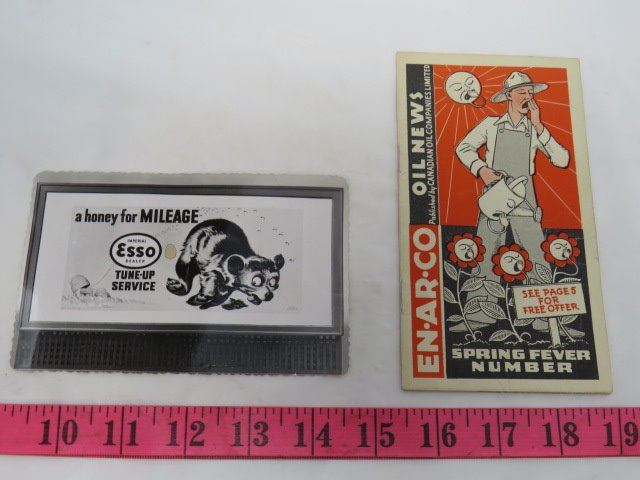 a honey for MILEAGE
IMPERIAL
Esso
DEALER
TUNE-UP
SERVICE
EN-AR-CO OIL NEWS
Published by CANADIAN OIL COMPANIES LIMITED
SEE PAGE 5
FOR
FREE OFFER
SPRING FEVER
NUMBER
10 11 12 13 14 15 16 17 18 19